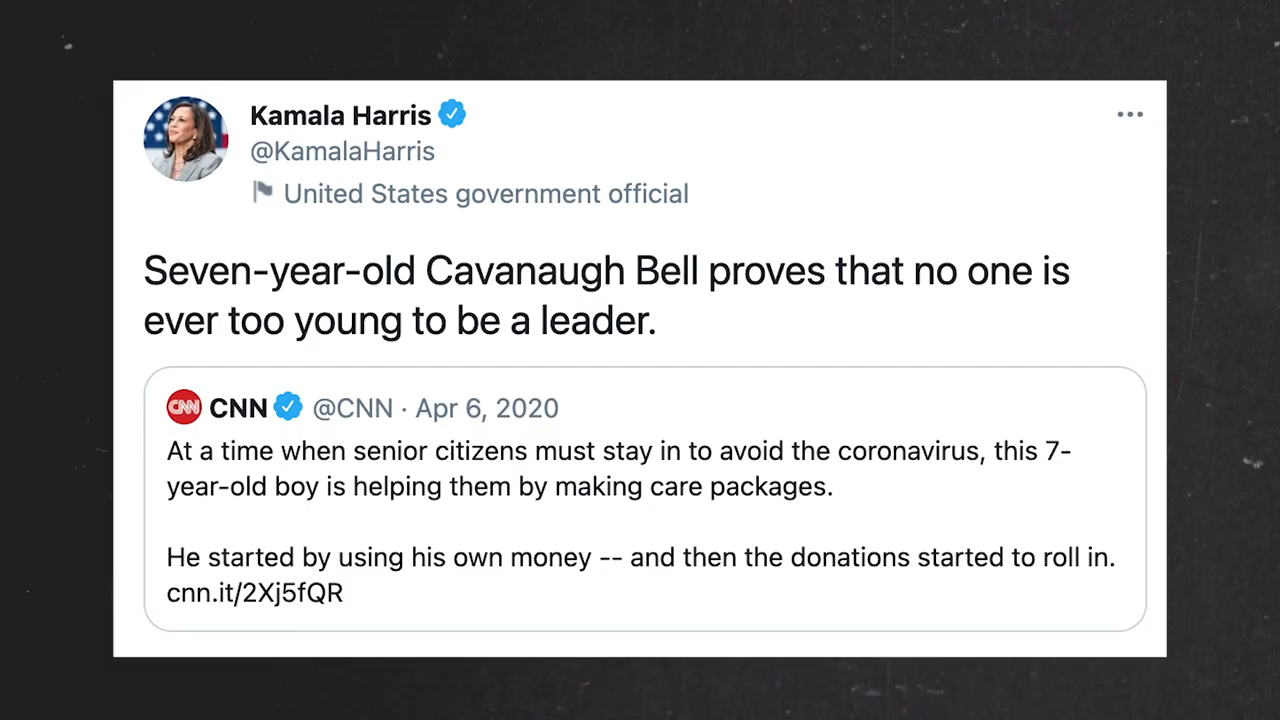 Kamala Harris
@KamalaHarris
United States government official
Seven-year-old Cavanaugh Bell proves that no one is
ever too young to be a leader.
CNN CNN @CNN · Apr 6, 2020
At a time when senior citizens must stay in to avoid the coronavirus, this 7-
year-old boy is helping them by making care packages.
He started by using his own money -- and then the donations started to roll in.
cnn.it/2Xj5fQR